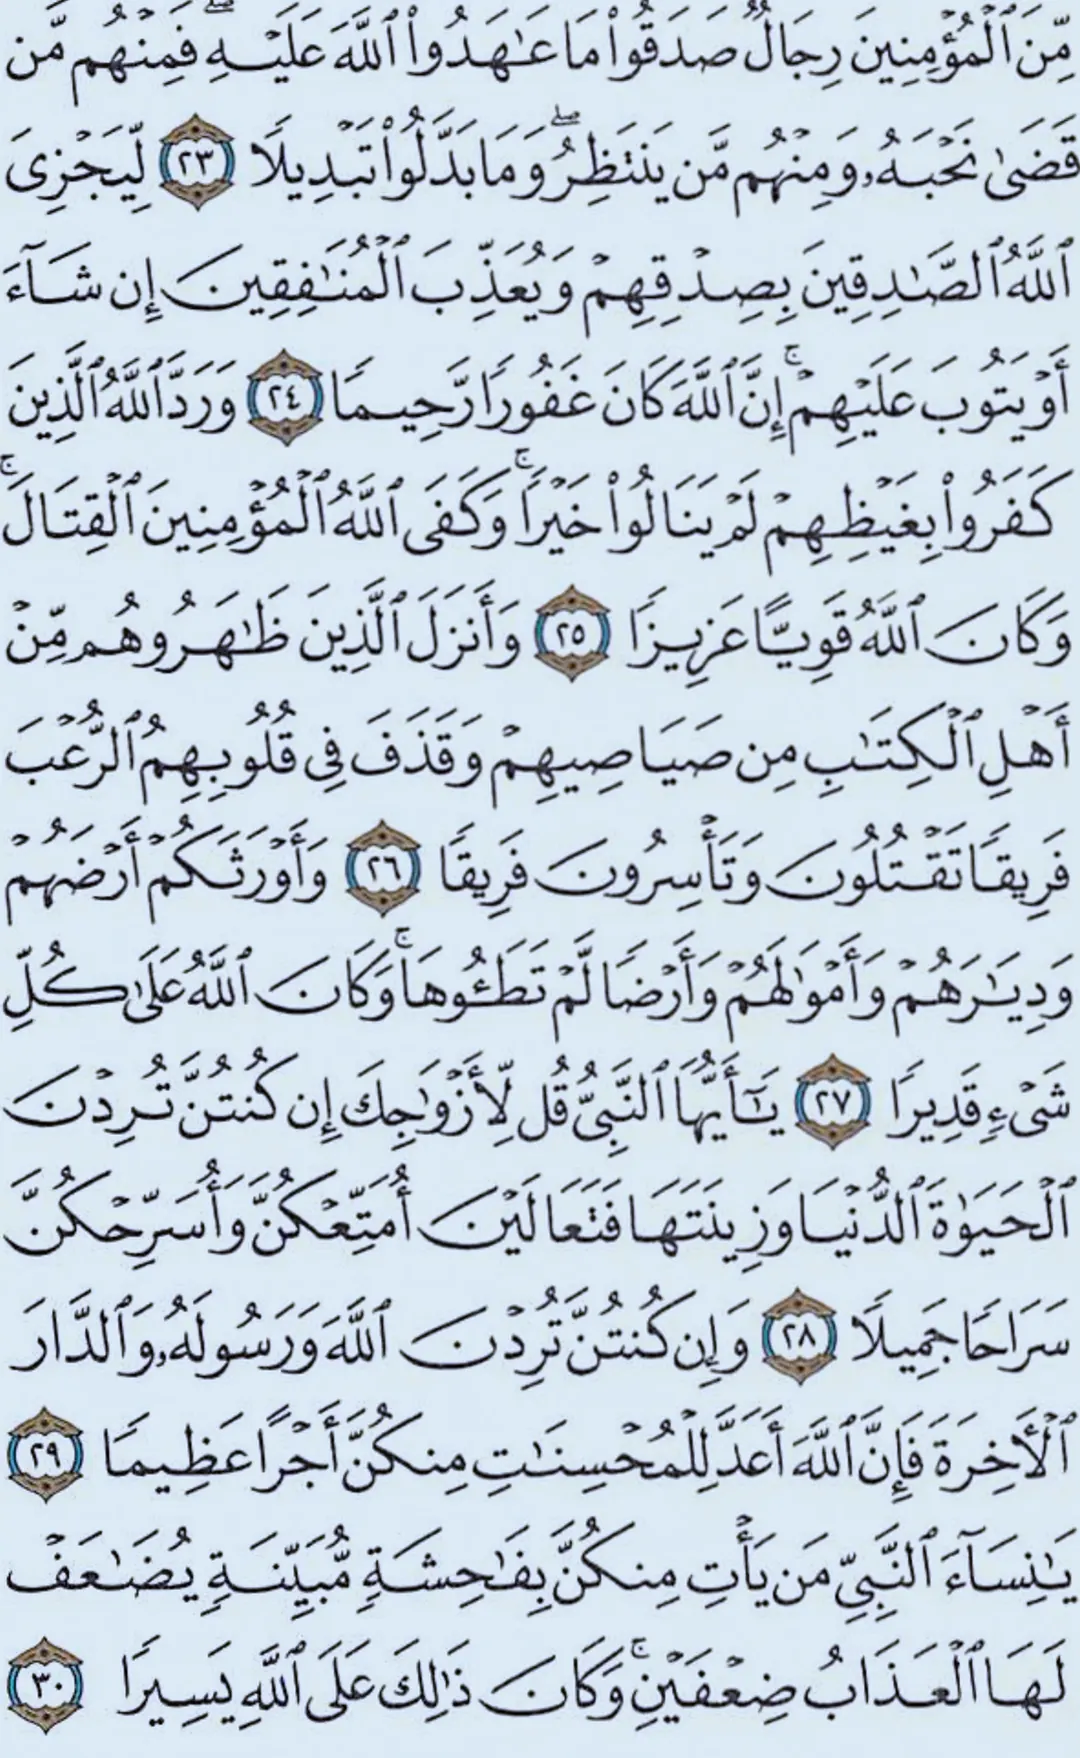 مِّنَ ٱلْمُؤْمِنِينَ رِجَالٌ صَدَقُوا۟ مَا عَـٰهَدُوا۟ ٱللَّهَ عَلَيْهِ ۖ فَمِنْهُم مَّن
قَضَىٰ نَحْبَهُۥ وَمِنْهُم مَّن يَنتَظِرُ ۖ وَمَا بَدَّلُوا۟ تَبْدِيلًا ٢٣ لِّيَجْزِىَ
ٱللَّهُ ٱلصَّـٰدِقِينَ بِصِدْقِهِمْ وَيُعَذِّبَ ٱلْمُنَـٰفِقِينَ إِن شَآءَ
أَوْ يَتُوبَ عَلَيْهِمْ ۚ إِنَّ ٱللَّهَ كَانَ غَفُورًا رَّحِيمًا ٢٤ وَرَدَّ ٱللَّهُ ٱلَّذِينَ
كَفَرُوا۟ بِغَيْظِهِمْ لَمْ يَنَالُوا۟ خَيْرًا ۚ وَكَفَى ٱللَّهُ ٱلْمُؤْمِنِينَ ٱلْقِتَالَ ۚ
وَكَانَ ٱللَّهُ قَوِيًّا عَزِيزًا ٢٥ وَأَنزَلَ ٱلَّذِينَ ظَـٰهَرُوهُم مِّنْ
أَهْلِ ٱلْكِتَـٰبِ مِن صَيَاصِيهِمْ وَقَذَفَ فِى قُلُوبِهِمُ ٱلرُّعْبَ
فَرِيقًا تَقْتُلُونَ وَتَأْسِرُونَ فَرِيقًا ٢٦ وَأَوْرَثَكُمْ أَرْضَهُمْ
وَدِيَـٰرَهُمْ وَأَمْوَٰلَهُمْ وَأَرْضًا لَّمْ تَطَـُٔوهَا ۚ وَكَانَ ٱللَّهُ عَلَىٰ كُلِّ
شَىْءٍ قَدِيرًا ٢٧ يَـٰٓأَيُّهَا ٱلنَّبِىُّ قُل لِّأَزْوَٰجِكَ إِن كُنتُنَّ تُرِدْنَ
ٱلْحَيَوٰةَ ٱلدُّنْيَا وَزِينَتَهَا فَتَعَالَيْنَ أُمَتِّعْكُنَّ وَأُسَرِّحْكُنَّ
سَرَاحًا جَمِيلًا ٢٨ وَإِن كُنتُنَّ تُرِدْنَ ٱللَّهَ وَرَسُولَهُۥ وَٱلدَّارَ
ٱلْـَٔاخِرَةَ فَإِنَّ ٱللَّهَ أَعَدَّ لِلْمُحْسِنَـٰتِ مِنكُنَّ أَجْرًا عَظِيمًا ٢٩
يَـٰنِسَآءَ ٱلنَّبِىِّ مَن يَأْتِ مِنكُنَّ بِفَـٰحِشَةٍ مُّبَيِّنَةٍ يُضَـٰعَفْ
لَهَا ٱلْعَذَابُ ضِعْفَيْنِ ۚ وَكَانَ ذَٰلِكَ عَلَى ٱللَّهِ يَسِيرًا ٣٠